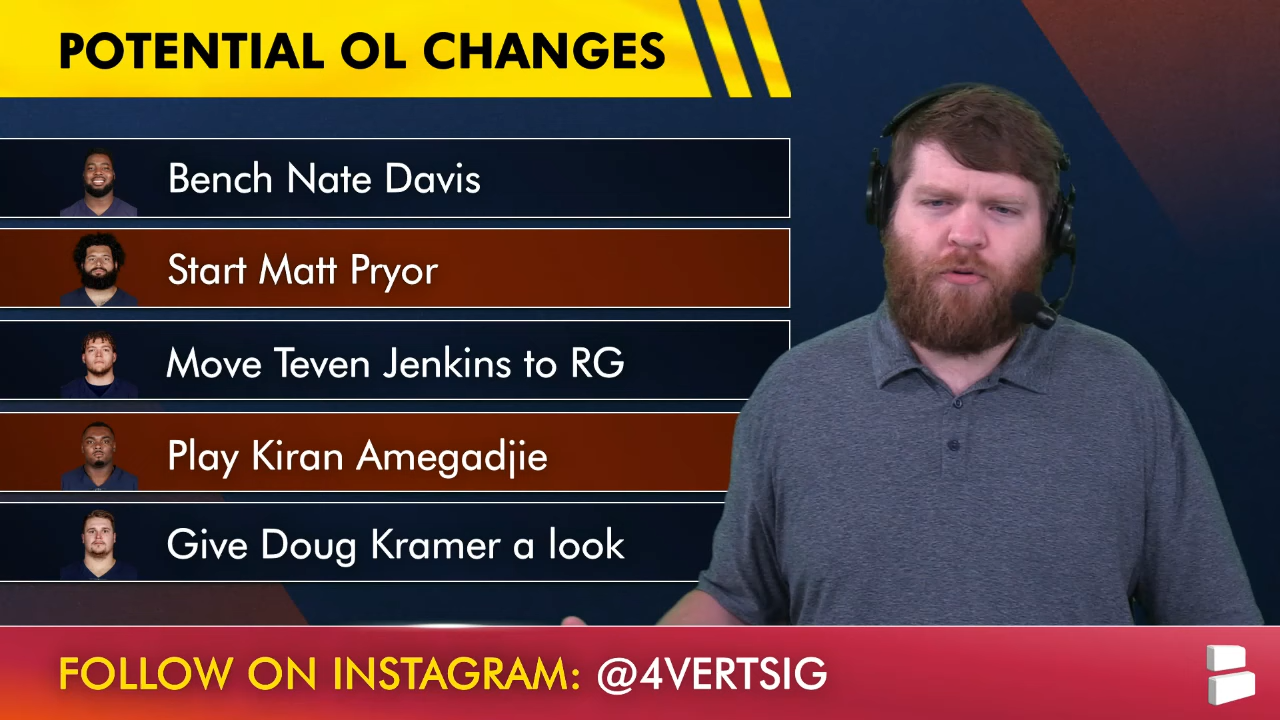 POTENTIAL OL CHANGES
Bench Nate Davis
Start Matt Pryor
Move Teven Jenkins to RG
Play Kiran Amegadjie
Give Doug Kramer a look
FOLLOW ON INSTAGRAM: @4VERTSIG